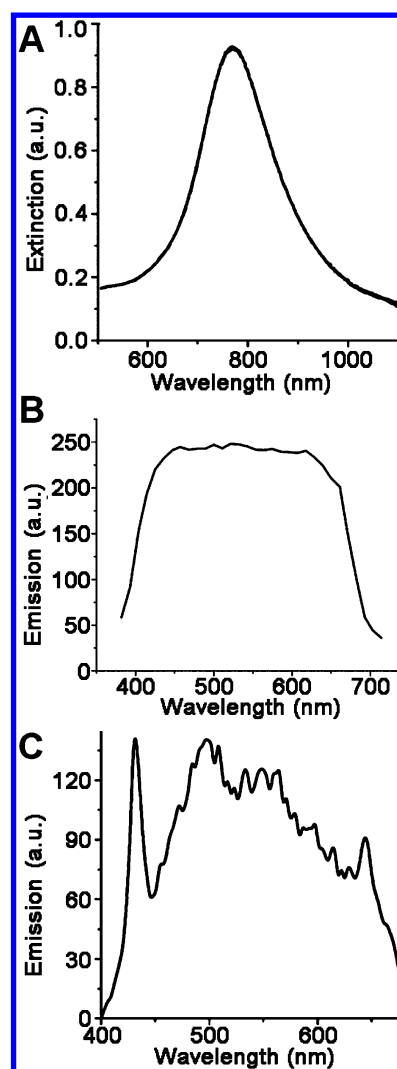 A
Extinction (a.u.)
1.0
0.8
0.6
0.4
0.2
0.0
600 800 1000
Wavelength (nm)
B
Emission (a.u.)
250
200
150
100
50
0
400 500 600 700
Wavelength (nm)
C
Emission (a.u.)
120
90
60
30
0
400 500 600
Wavelength (nm)